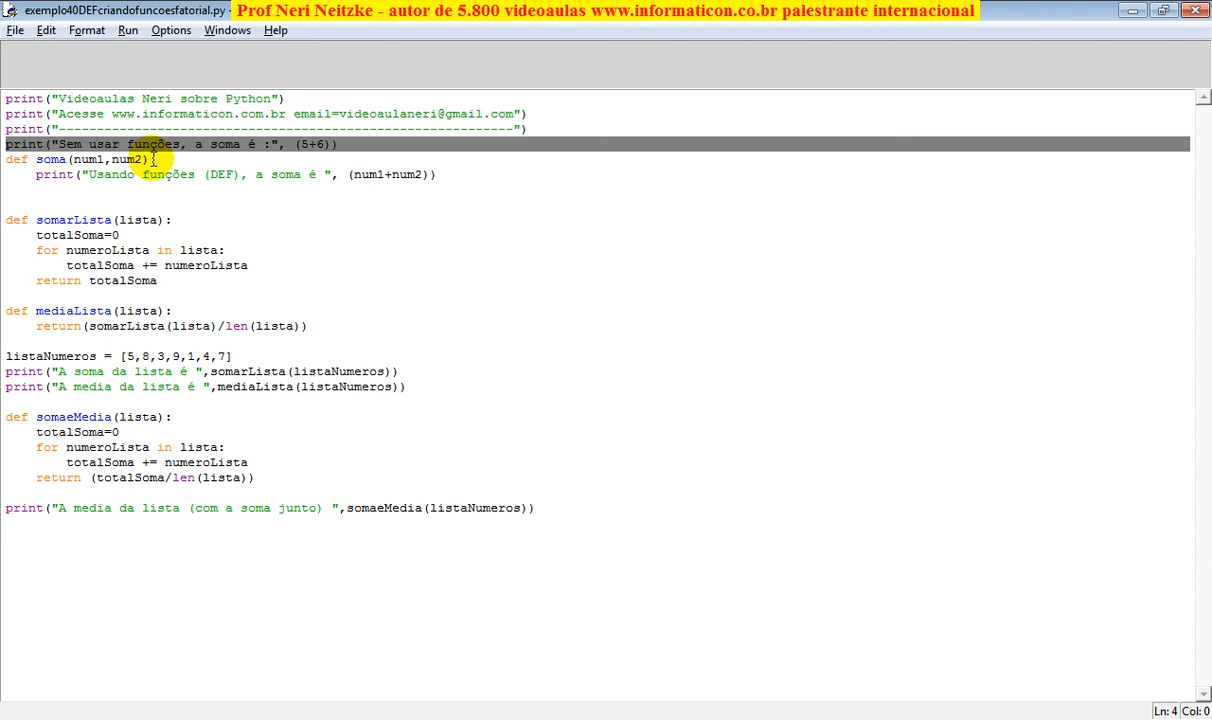 exemplo40DEFcriandofuncoesfatorial.py -
Prof Neri Neitzke - autor de 5.800 videoaulas www.informaticon.co.br palestrante internacional
File Edit Format Run Options Windows Help
print("Videoaulas Neri sobre Python")
print("Acesse www.informaticon.com.br email=videoaulaneri@gmail.com")
print("------------------------------------------------------------")
print("Sem usar funções, a soma é :", (5+6))
def soma(num1,num2):
    print("Usando funções (DEF), a soma é ", (num1+num2))
def somarLista(lista):
    totalSoma=0
    for numeroLista in lista:
        totalSoma += numeroLista
    return totalSoma
def mediaLista(lista):
    return(somarLista(lista)/len(lista))
listaNumeros = [5,8,3,9,1,4,7]
print("A soma da lista é ",somarLista(listaNumeros))
print("A media da lista é ",mediaLista(listaNumeros))
def somaeMedia(lista):
    totalSoma=0
    for numeroLista in lista:
        totalSoma += numeroLista
    return (totalSoma/len(lista))
print("A media da lista (com a soma junto) ",somaeMedia(listaNumeros))
Ln: 4 Col: 0